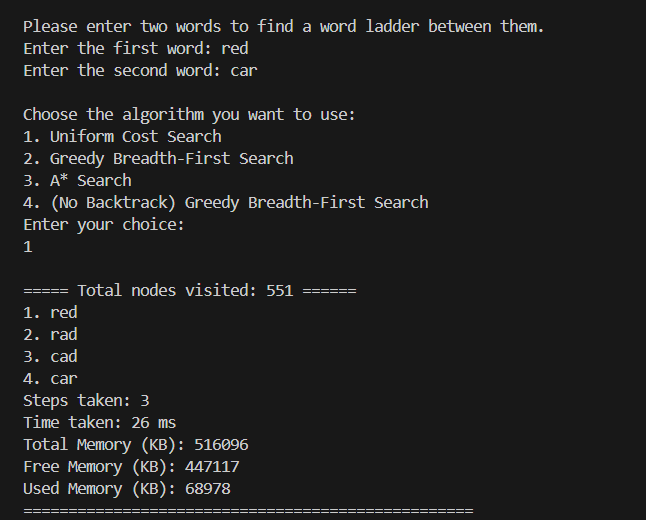 Please enter two words to find a word ladder between them.
Enter the first word: red
Enter the second word: car
Choose the algorithm you want to use:
1. Uniform Cost Search
2. Greedy Breadth-First Search
3. A* Search
4. (No Backtrack) Greedy Breadth-First Search
Enter your choice:
1
===== Total nodes visited: 551 ======
1. red
2. rad
3. cad
4. car
Steps taken: 3
Time taken: 26 ms
Total Memory (KB): 516096
Free Memory (KB): 447117
Used Memory (KB): 68978
==================================================